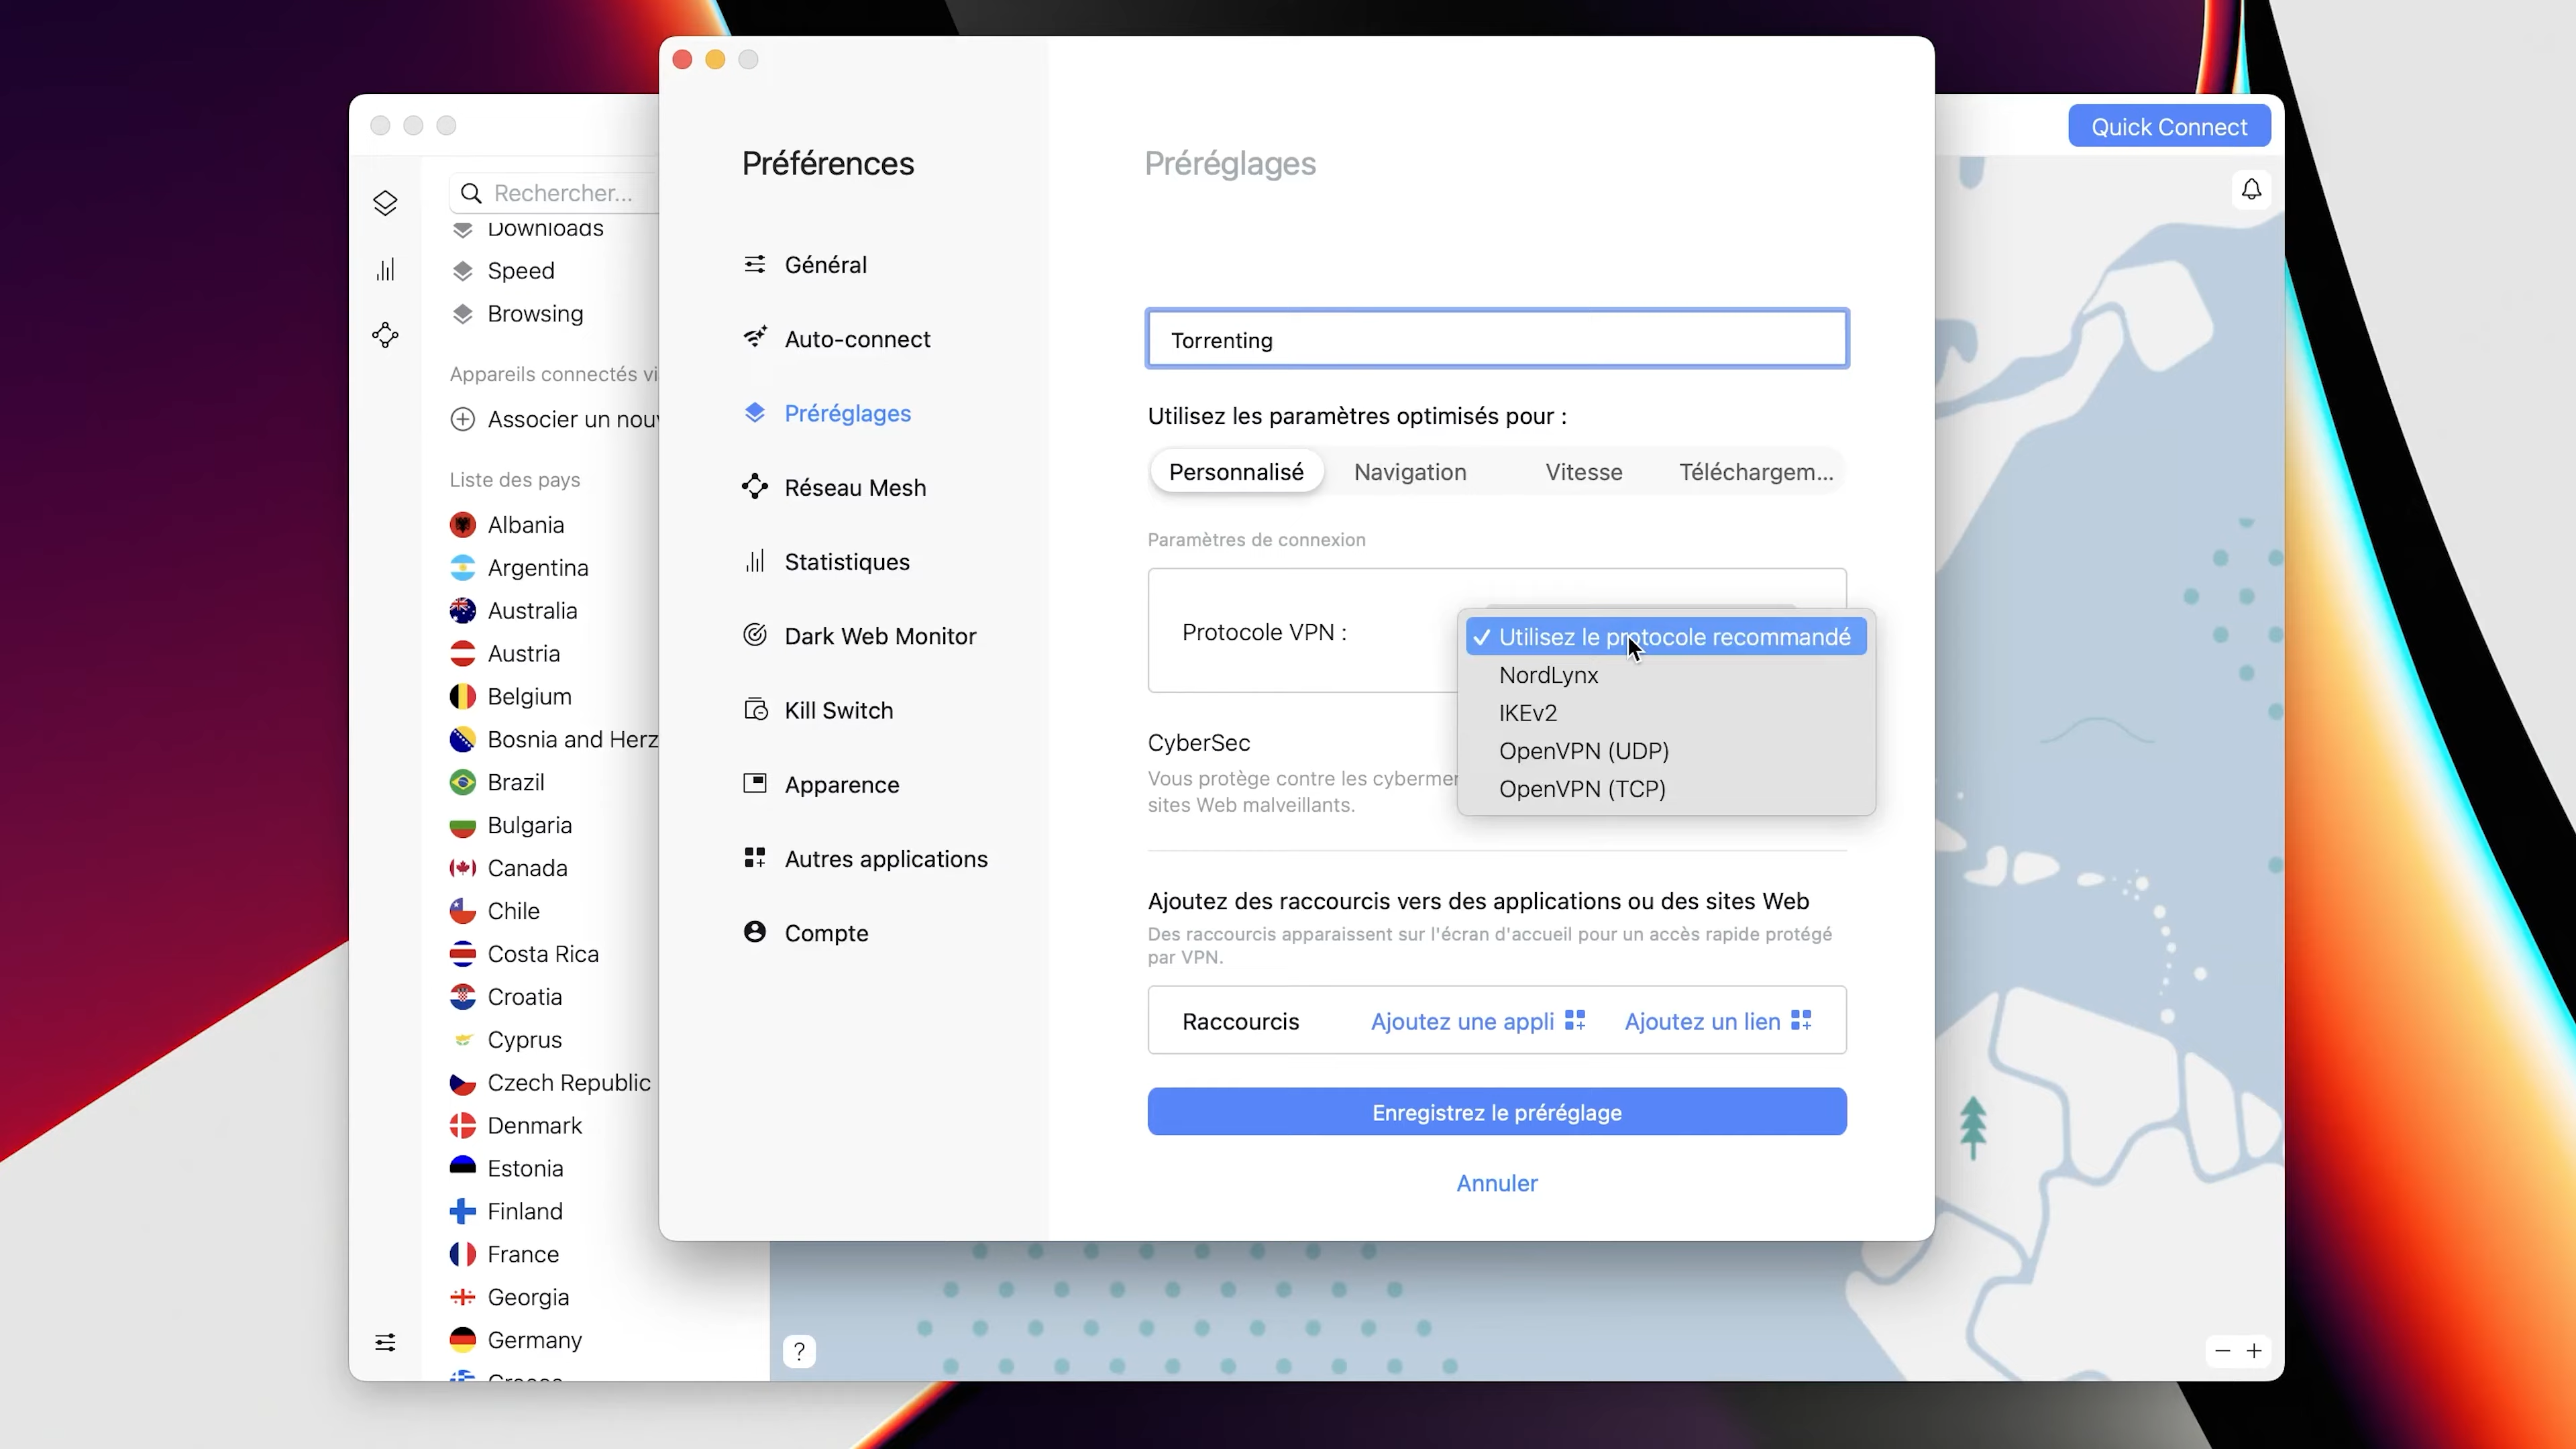 Quick Connect
Rechercher...
Downloads
Speed
Browsing
Appareils connectés vi
Associer un nou
Liste des pays
Albania
Argentina
Australia
Austria
Belgium
Bosnia and Herz
Brazil
Bulgaria
Canada
Chile
Costa Rica
Croatia
Cyprus
Czech Republic
Denmark
Estonia
Finland
France
Georgia
Germany
Préférences
Général
Auto-connect
Préréglages
Réseau Mesh
Statistiques
Dark Web Monitor
Kill Switch
Apparence
Autres applications
Compte
Préréglages
Torrenting
Utilisez les paramètres optimisés pour :
Personnalisé Navigation Vitesse Téléchargem...
Paramètres de connexion
Protocole VPN :
✓ Utilisez le protocole recommandé
NordLynx
IKEv2
OpenVPN (UDP)
OpenVPN (TCP)
CyberSec
Vous protège contre les cybermer
sites Web malveillants.
Ajoutez des raccourcis vers des applications ou des sites Web
Des raccourcis apparaissent sur l'écran d'accueil pour un accès rapide protégé
par VPN.
Raccourcis Ajoutez une appli Ajoutez un lien
Enregistrez le préréglage
Annuler
?
− +